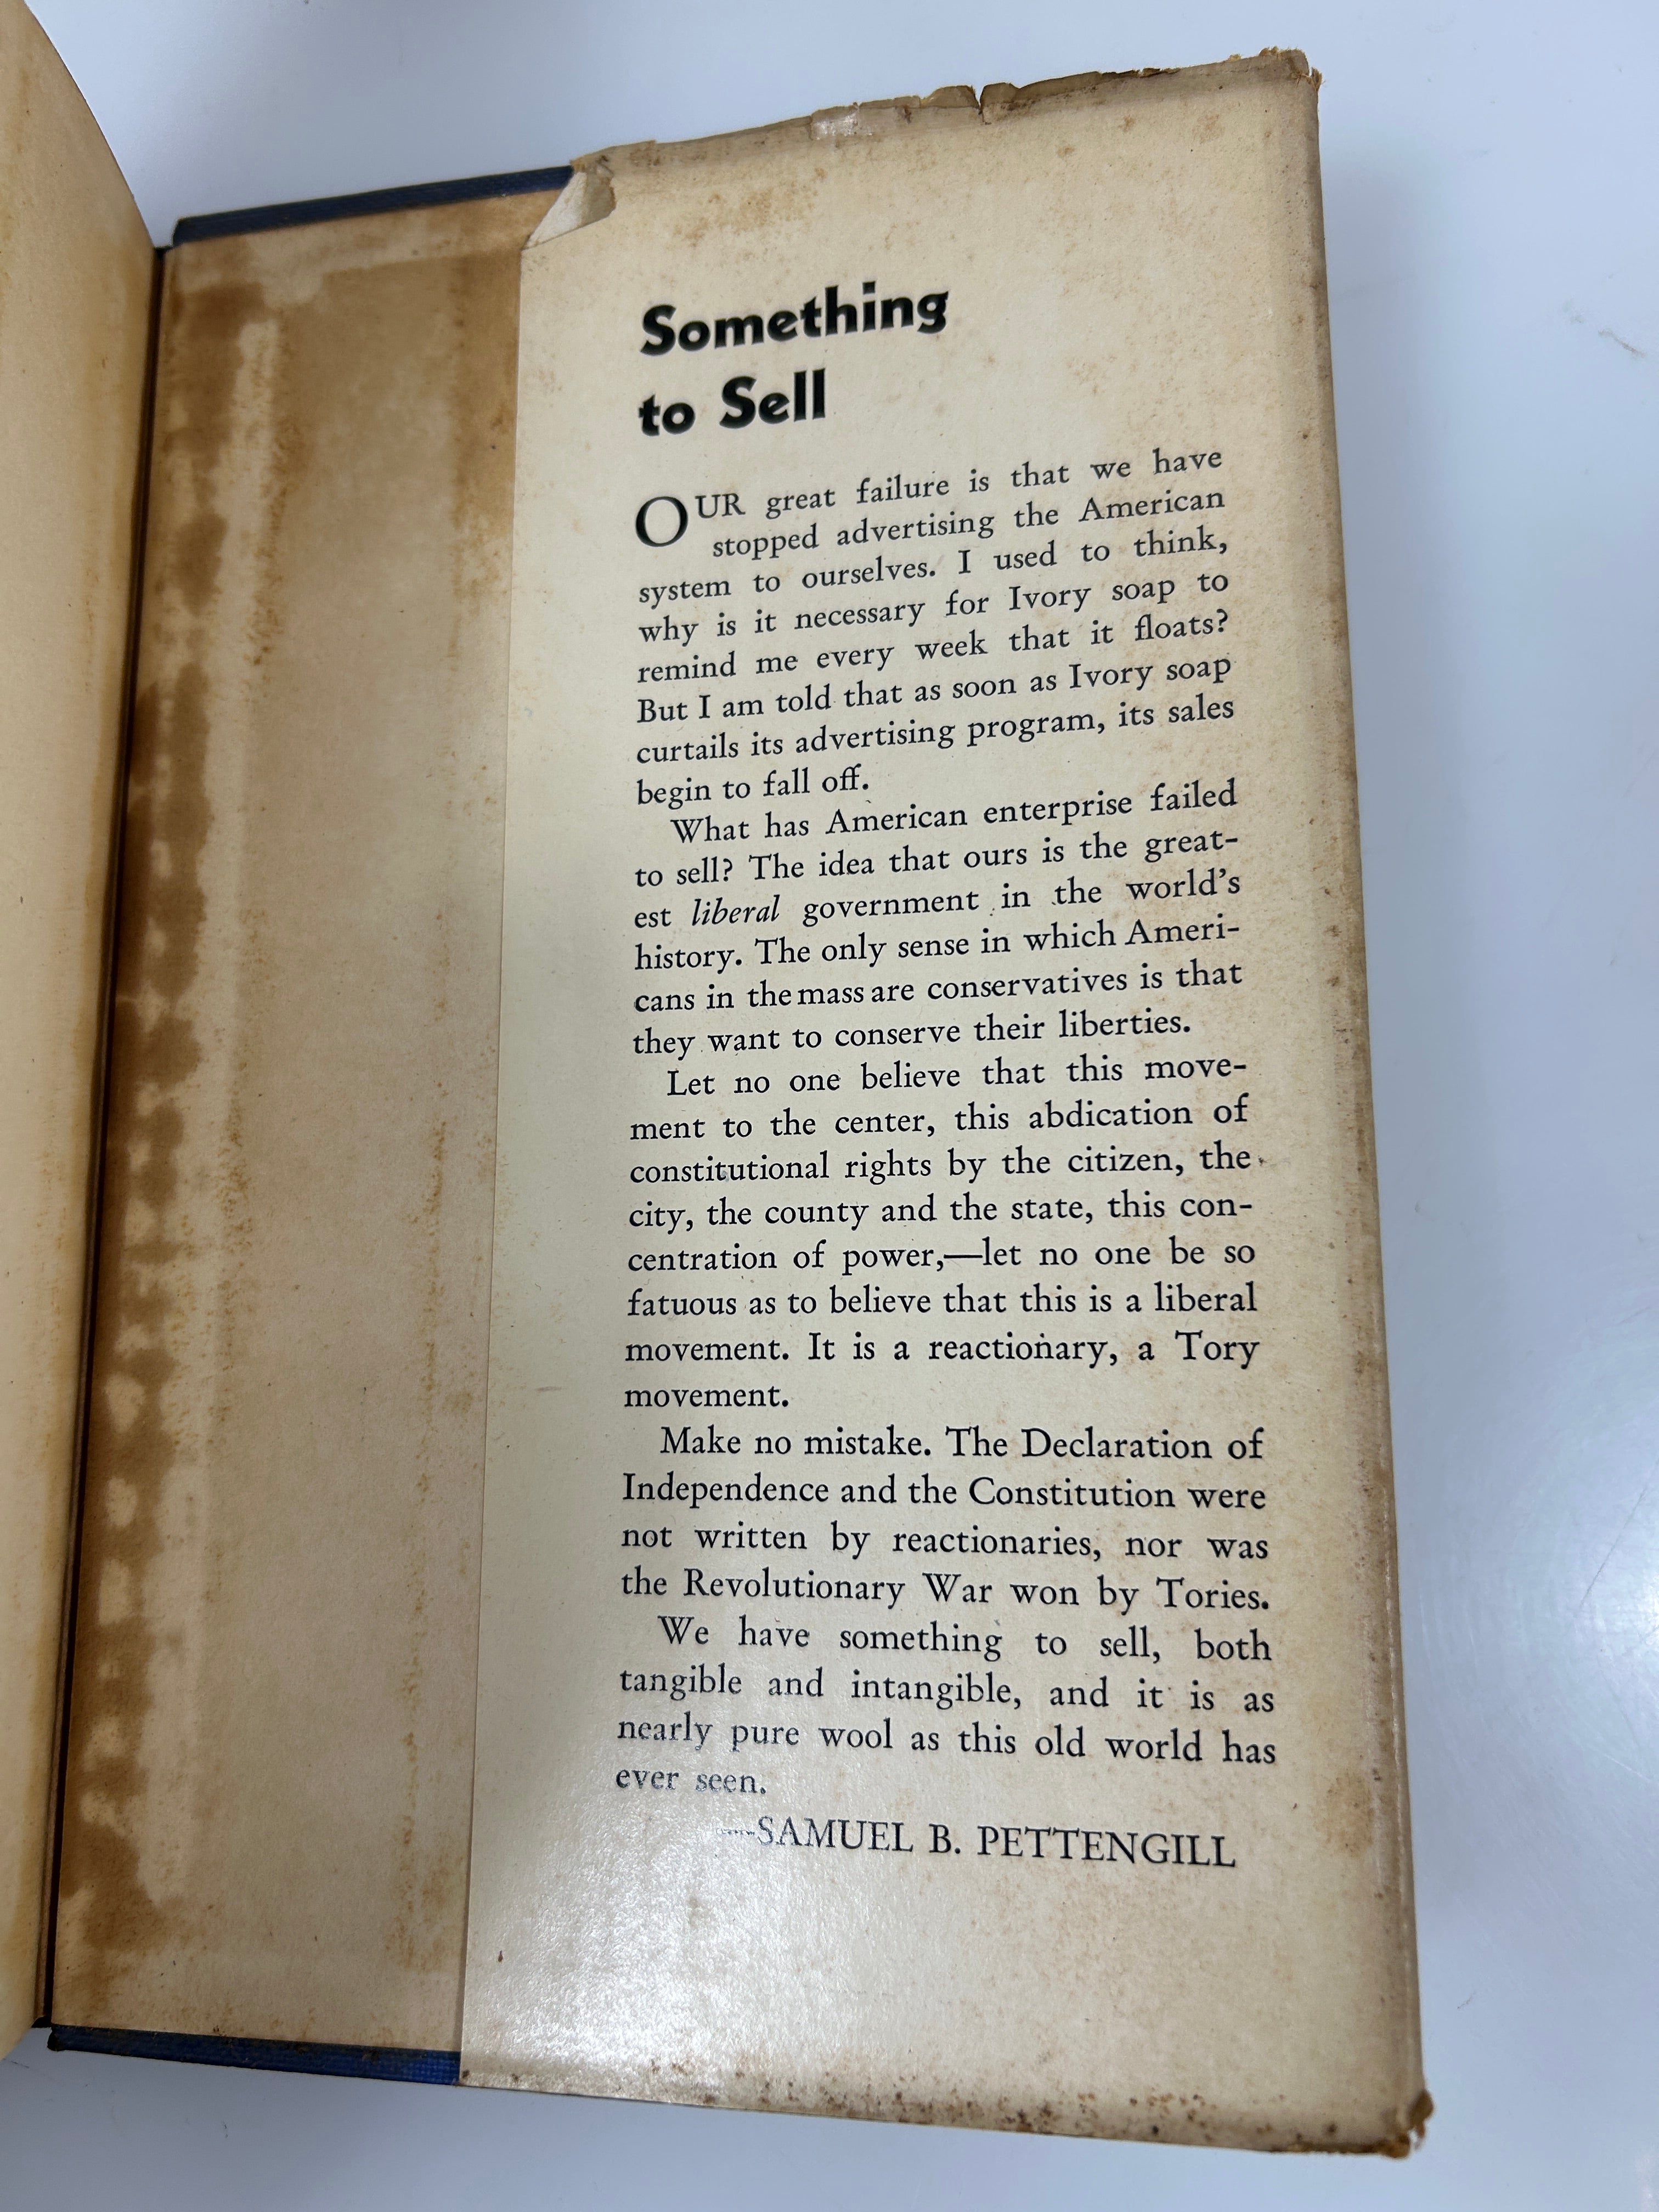 Something
to Sell
OUR great failure is that we have
stopped advertising the American
system to ourselves. I used to think,
why is it necessary for Ivory soap to
remind me every week that it floats?
But I am told that as soon as Ivory soap
curtails its advertising program, its sales
begin to fall off.
What has American enterprise failed
to sell? The idea that ours is the great-
est liberal government in the world's
history. The only sense in which Ameri-
cans in the mass are conservatives is that
they want to conserve their liberties.
Let no one believe that this move-
ment to the center, this abdication of
constitutional rights by the citizen, the
city, the county and the state, this con-
centration of power,—let no one be so
fatuous as to believe that this is a liberal
movement. It is a reactionary, a Tory
movement.
Make no mistake. The Declaration of
Independence and the Constitution were
not written by reactionaries, nor was
the Revolutionary War won by Tories.
We have something to sell, both
tangible and intangible, and it is as
nearly pure wool as this old world has
ever seen.
—SAMUEL B. PETTENGILL